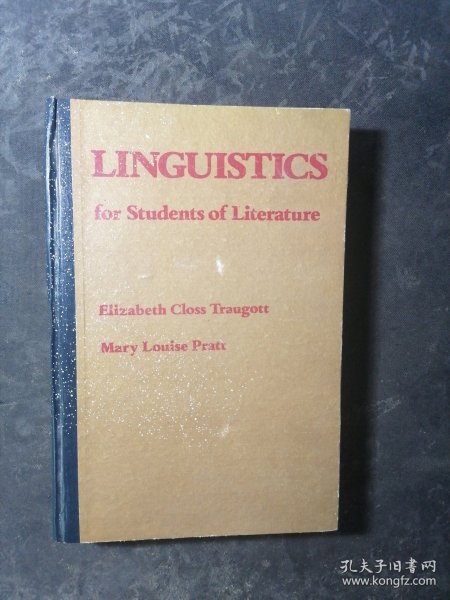 LINGUISTICS
for Students of Literature
Elizabeth Closs Traugott
Mary Louise Pratt
孔夫子旧书网
www.kongfz.com